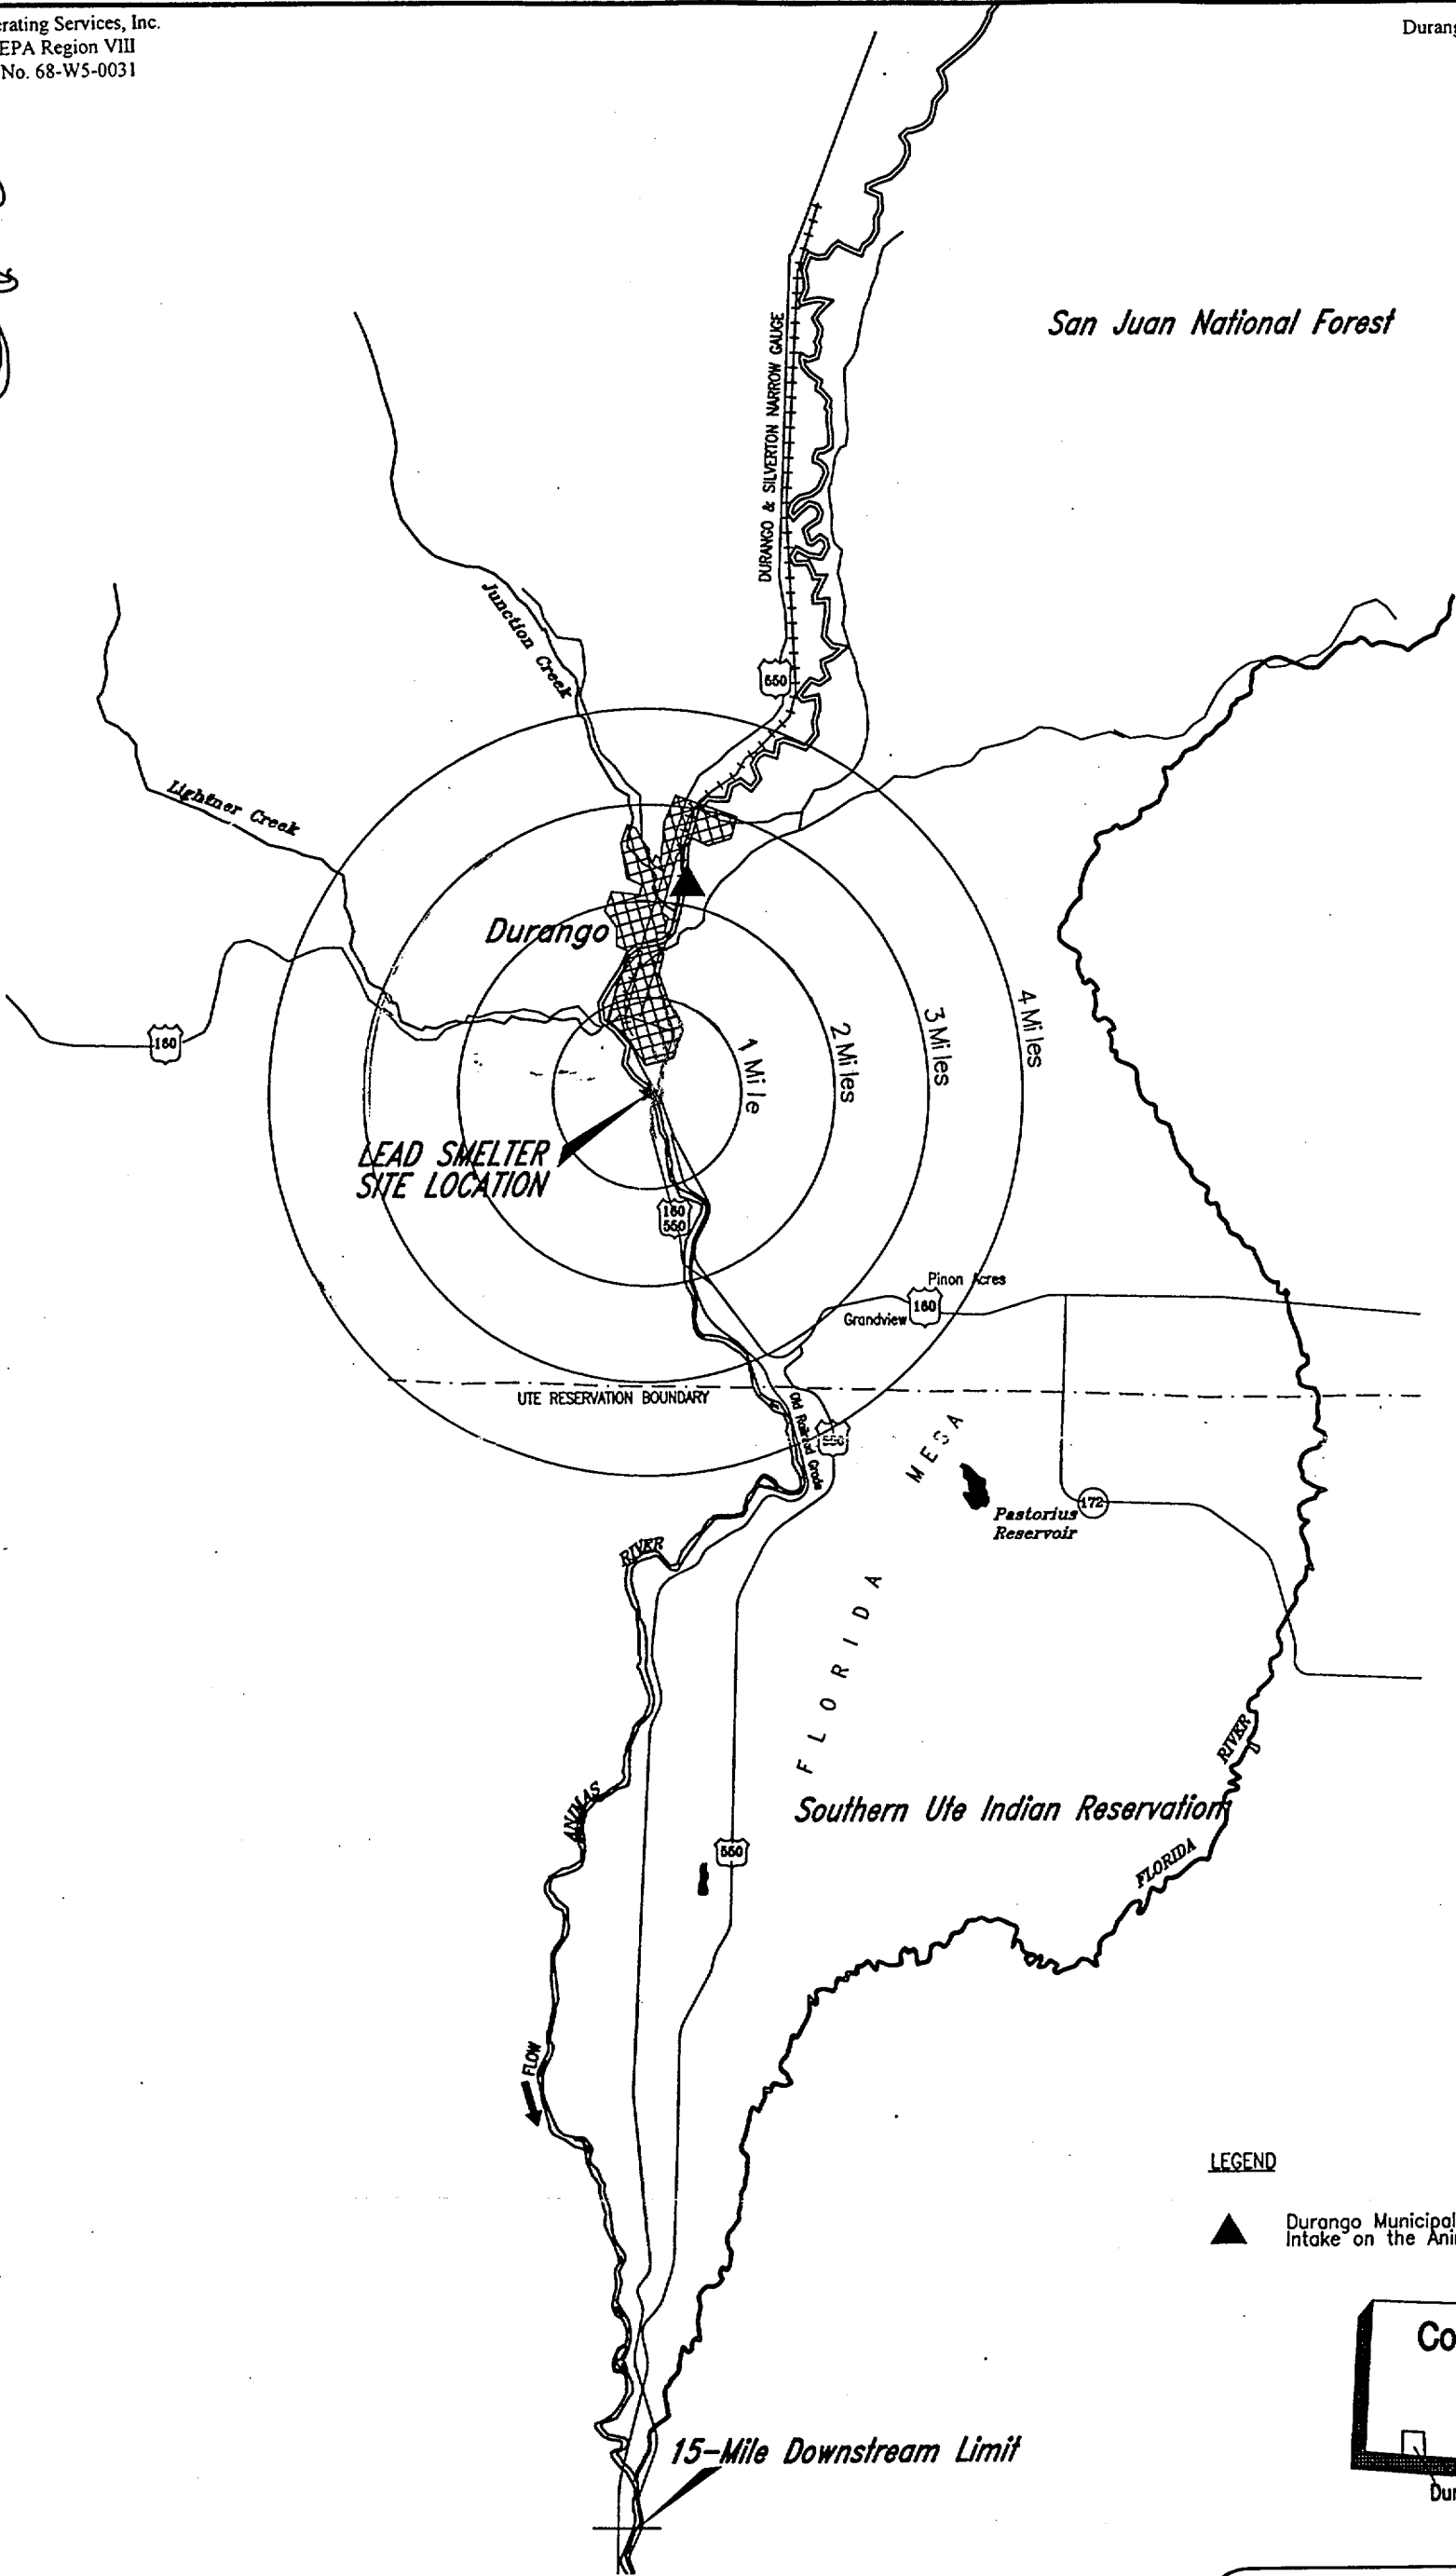 erating Services, Inc.
EPA Region VIII
No. 68-W5-0031
Durang
San Juan National Forest
DURANGO & SILVERTON NARROW GAUGE
Junction Creek
550
Lightner Creek
Durango
160
1 Mile
2 Miles
3 Miles
4 Miles
LEAD SMELTER
SITE LOCATION
160
550
Pinon Acres
160
Grandview
UTE RESERVATION BOUNDARY
Old Railroad Grade
550
MESA
172
Pastorius
Reservoir
RIVER
FLORIDA
RIVER
ANIMAS
Southern Ute Indian Reservation
550
FLORIDA
FLOW
LEGEND
Durango Municipal
Intake on the Ani
Co
Dur
15-Mile Downstream Limit